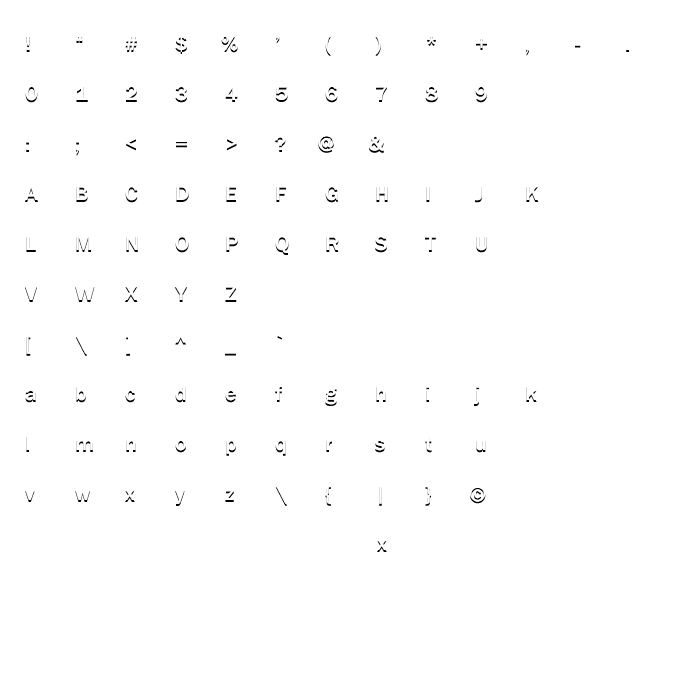 ! " # $ % ' ( ) * + , - .
0 1 2 3 4 5 6 7 8 9
: ; < = > ? @ &
A B C D E F G H I J K
L M N O P Q R S T U
V W X Y Z
[ \ ] ^ _ `
a b c d e f g h i j k
l m n o p q r s t u
v w x y z \ { | } ©
x